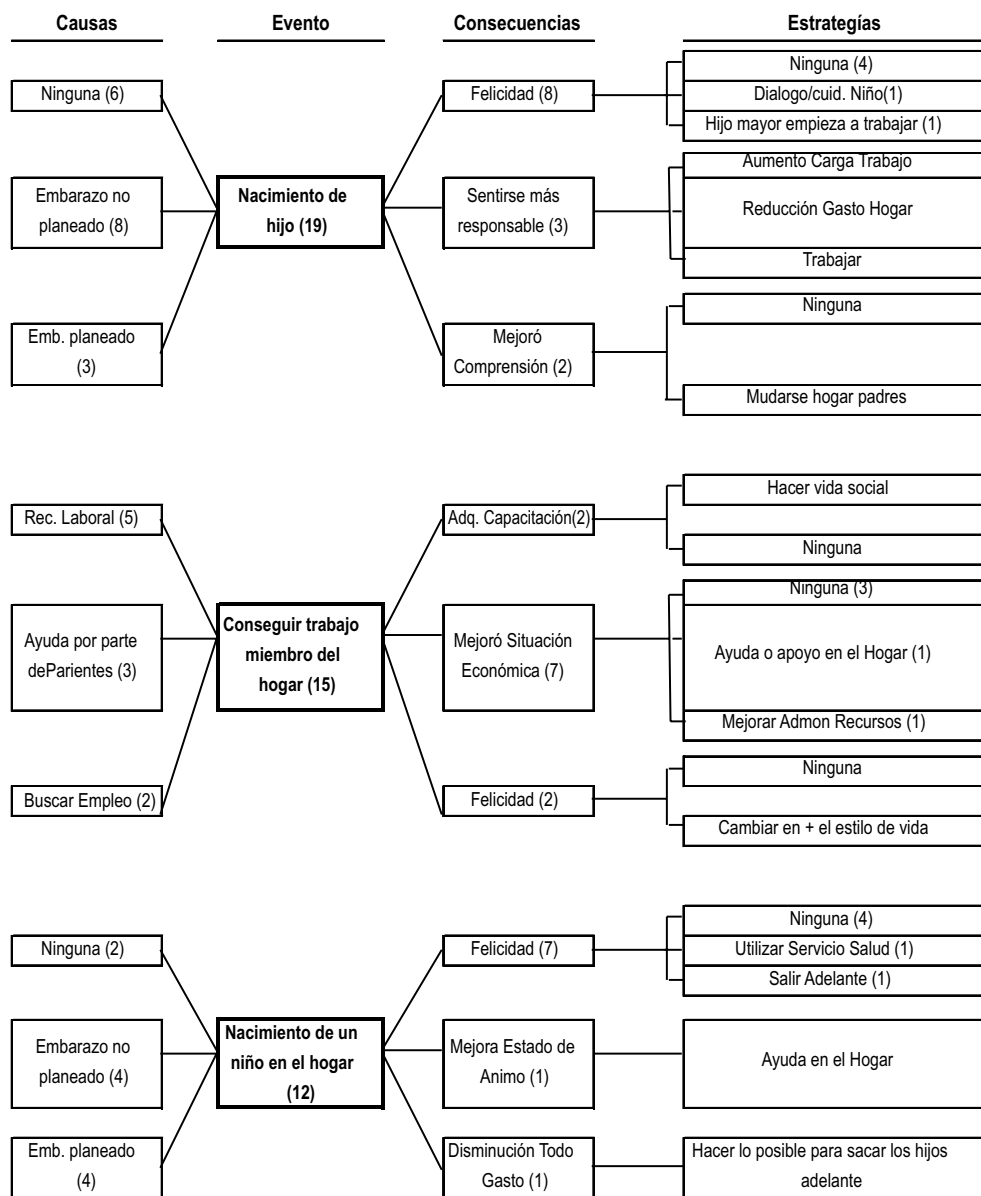 Causas
Evento
Consecuencias
Estrategías
Ninguna (6)
Embarazo no
planeado (8)
Emb. planeado
(3)
Nacimiento de
hijo (19)
Felicidad (8)
Sentirse más
responsable (3)
Mejoró
Comprensión (2)
Ninguna (4)
Dialogo/cuid. Niño(1)
Hijo mayor empieza a trabajar (1)
Aumento Carga Trabajo
Reducción Gasto Hogar
Trabajar
Ninguna
Mudarse hogar padres
Rec. Laboral (5)
Ayuda por parte
deParientes (3)
Buscar Empleo (2)
Conseguir trabajo
miembro del
hogar (15)
Adq. Capacitación(2)
Mejoró Situación
Económica (7)
Felicidad (2)
Hacer vida social
Ninguna
Ninguna (3)
Ayuda o apoyo en el Hogar (1)
Mejorar Admon Recursos (1)
Ninguna
Cambiar en + el estilo de vida
Ninguna (2)
Embarazo no
planeado (4)
Emb. planeado
(4)
Nacimiento de un
niño en el hogar
(12)
Felicidad (7)
Mejora Estado de
Animo (1)
Disminución Todo
Gasto (1)
Ninguna (4)
Utilizar Servicio Salud (1)
Salir Adelante (1)
Ayuda en el Hogar
Hacer lo posible para sacar los hijos
adelante